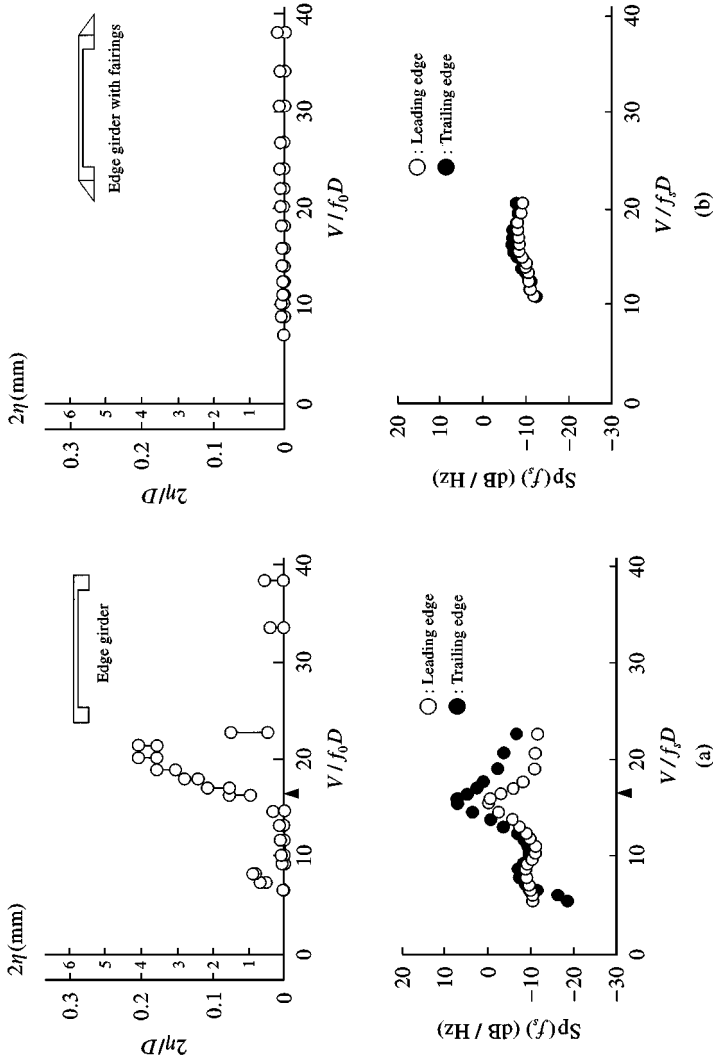 2η(mm)
6
5
4
3
2
1
0.3
0.2
0.1
0
2η/D
Edge girder
0
10
20
30
40
V/f₀D
20
10
0
−10
−20
−30
Sp(fₛ) (dB / Hz)
: Leading edge
: Trailing edge
0
10
20
30
40
V/fₛD
(a)
2η(mm)
6
5
4
3
2
1
0.3
0.2
0.1
0
2η/D
Edge girder with fairings
0
10
20
30
40
V/f₀D
20
10
0
−10
−20
−30
Sp(fₛ) (dB / Hz)
: Leading edge
: Trailing edge
0
10
20
30
40
V/fₛD
(b)